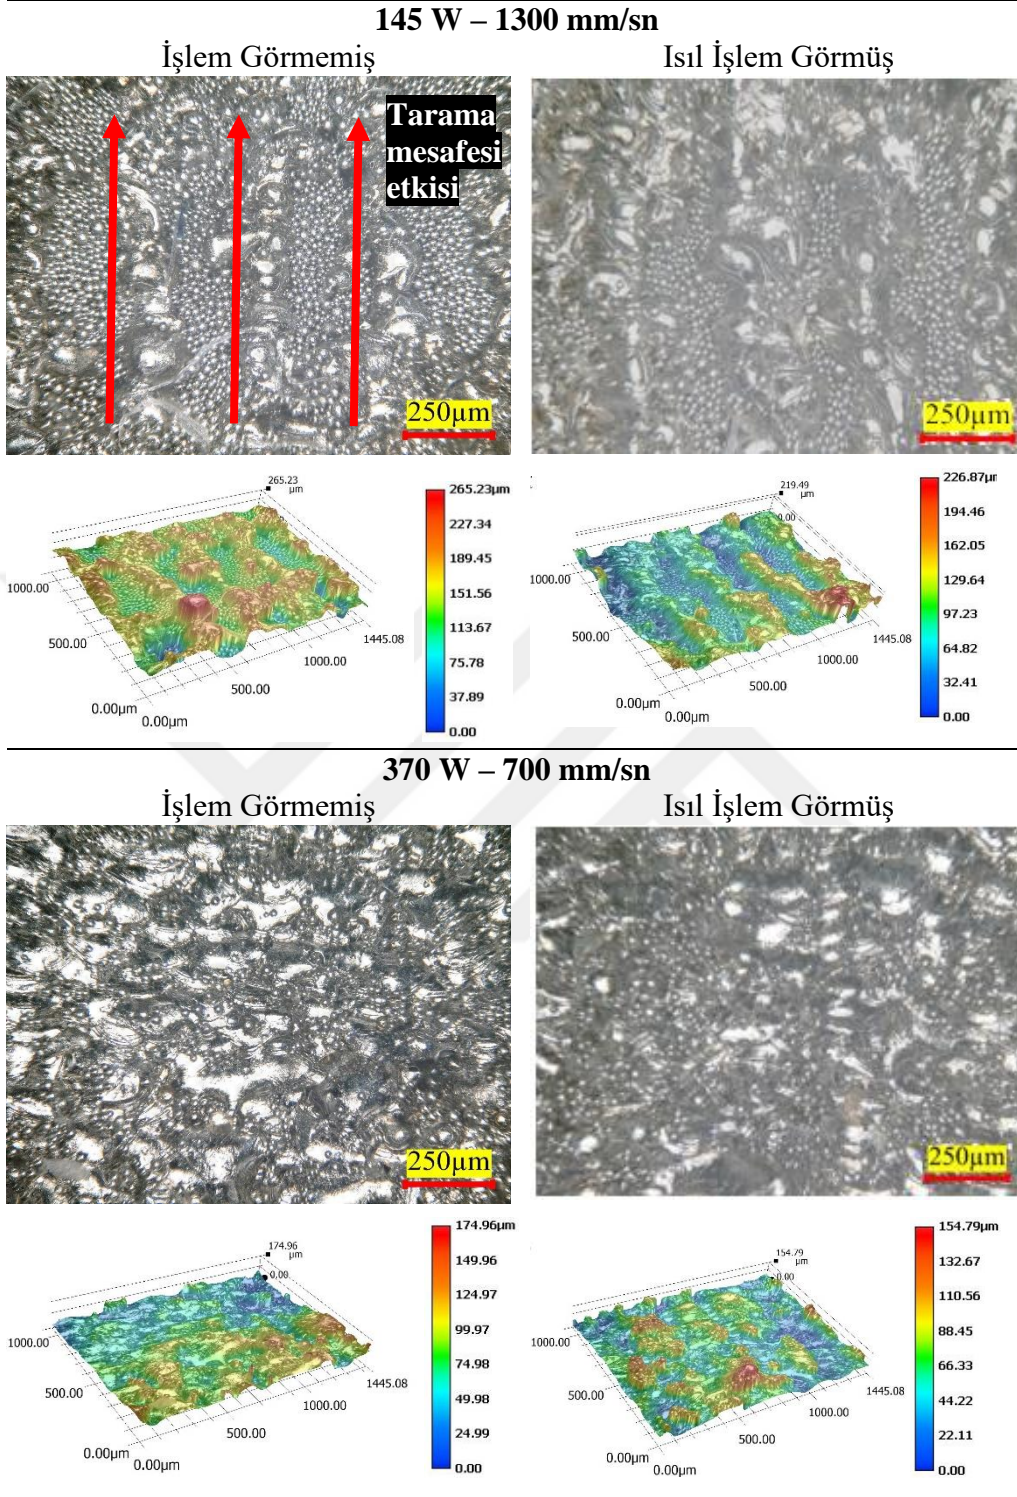 145 W – 1300 mm/sn
İşlem Görmemiş
Isıl İşlem Görmüş
Tarama
mesafesi
etkisi
250µm
250µm
265.23
µm
1000.00
500.00
0.00µm
0.00µm
500.00
1000.00
1445.08
265.23µm
227.34
189.45
151.56
113.67
75.78
37.89
0.00
219.49
µm
0.00
1000.00
500.00
0.00µm
0.00µm
500.00
1000.00
1445.08
226.87µm
194.46
162.05
129.64
97.23
64.82
32.41
0.00
370 W – 700 mm/sn
İşlem Görmemiş
Isıl İşlem Görmüş
250µm
250µm
174.96
µm
0.00
1000.00
500.00
0.00µm
0.00µm
500.00
1000.00
1445.08
174.96µm
149.96
124.97
99.97
74.98
49.98
24.99
0.00
154.79
µm
0.00
1000.00
500.00
0.00µm
0.00µm
500.00
1000.00
1445.08
154.79µm
132.67
110.56
88.45
66.33
44.22
22.11
0.00